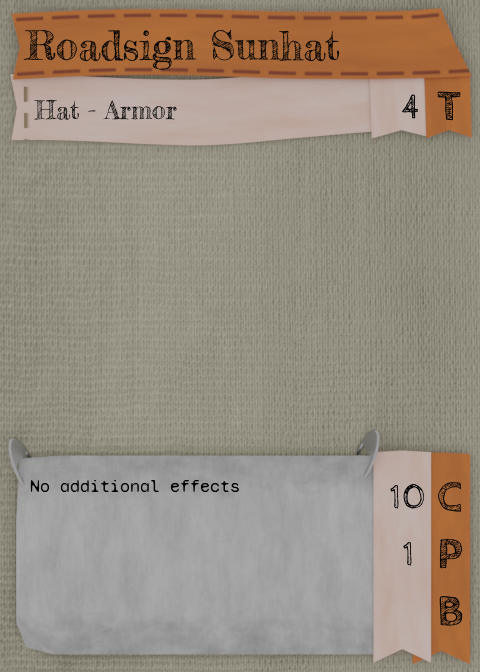 Roadsign Sunhat
Hat - Armor
4 T
No additional effects
10 C
1 P
B